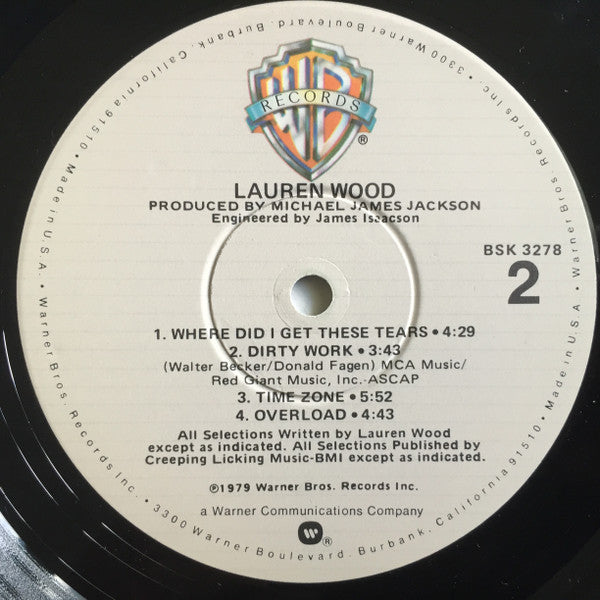 WB
RECORDS
®
LAUREN WOOD
PRODUCED BY MICHAEL JAMES JACKSON
Engineered by James Isaacson
BSK 3278
2
1. WHERE DID I GET THESE TEARS • 4:29
2. DIRTY WORK • 3:43
(Walter Becker/Donald Fagen) MCA Music/
Red Giant Music, Inc.-ASCAP
3. TIME ZONE • 5:52
4. OVERLOAD • 4:43
All Selections Written by Lauren Wood
except as indicated. All Selections Published by
Creeping Licking Music-BMI except as indicated.
℗1979 Warner Bros. Records Inc.
a Warner Communications Company
®
Warner Bros. Records Inc. • 3300 Warner Boulevard, Burbank, California 91510 • Made in U.S.A. •
Warner Bros. Records Inc. • 3300 Warner Boulevard, Burbank, California 91510 • Made in U.S.A. •